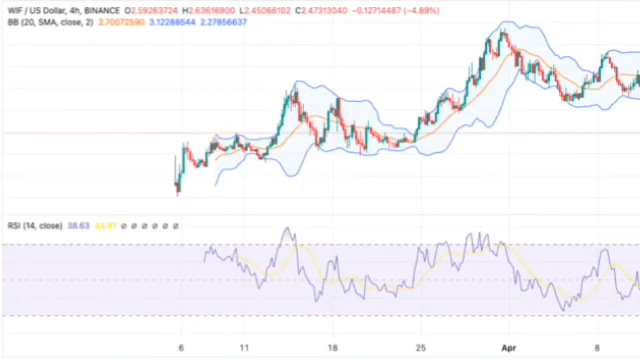 WIF / US Dollar, 4h, BINANCE O2.59263724 H2.63616900 L2.45066102 C2.47313040 −0.12714487 (−4.89%)
BB (20, SMA, close, 2) 2.70072590 3.12288544 2.27856637
RSI (14, close) 38.63 44.87 ø ø ø ø ø ø
6 11 18 25 Apr 8